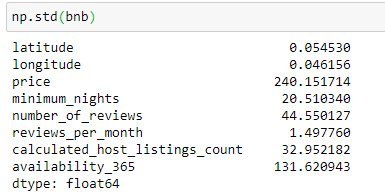 np.std(bnb)
latitude 0.054530
longitude 0.046156
price 240.151714
minimum_nights 20.510340
number_of_reviews 44.550127
reviews_per_month 1.497760
calculated_host_listings_count 32.952182
availability_365 131.620943
dtype: float64